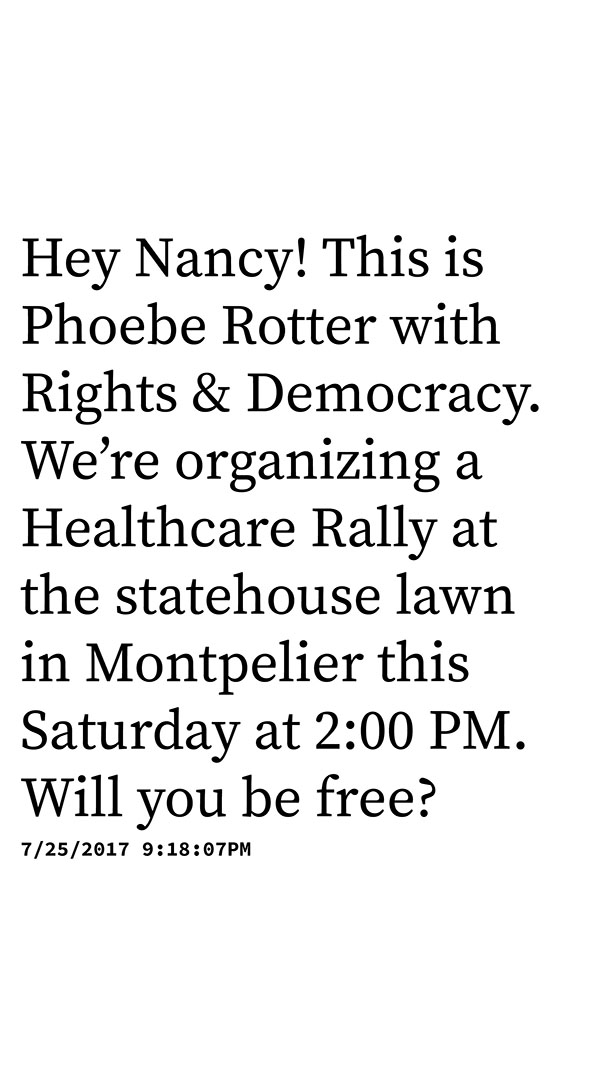 Hey Nancy! This is
Phoebe Rotter with
Rights & Democracy.
We’re organizing a
Healthcare Rally at
the statehouse lawn
in Montpelier this
Saturday at 2:00 PM.
Will you be free?
7/25/2017 9:18:07PM